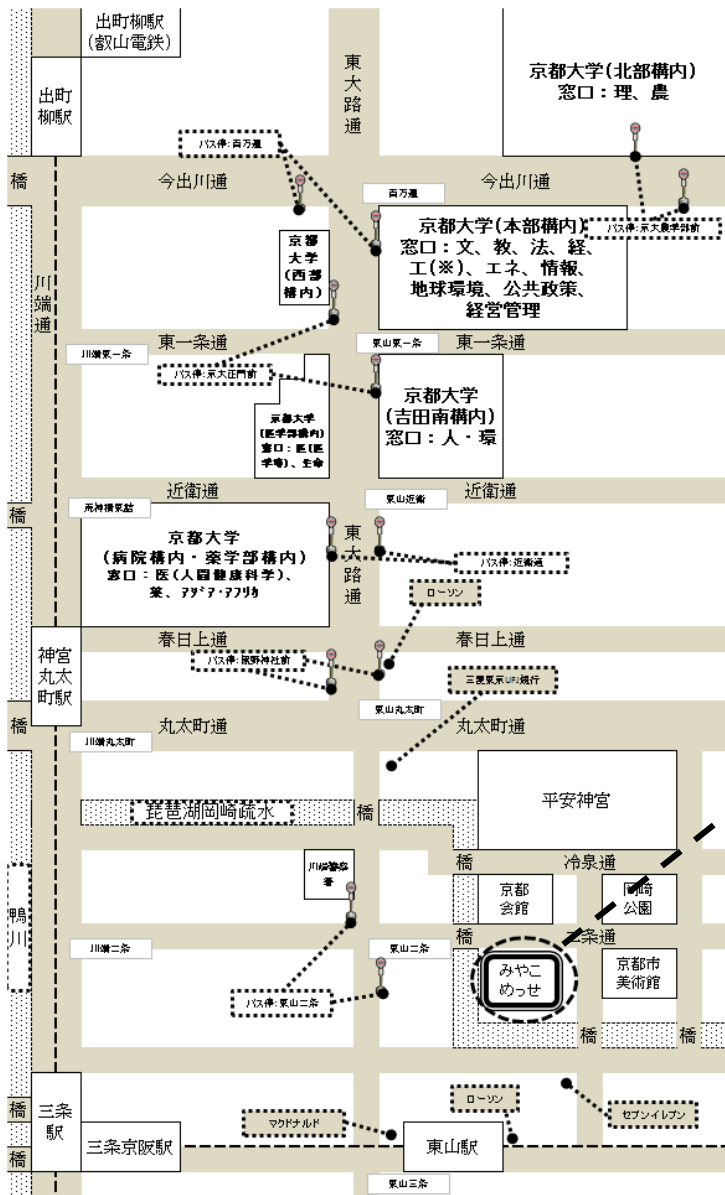 出町柳駅
(叡山電鉄)
東大路通
京都大学(北部構内)
窓口：理、農
出町
柳駅
バス停：百万遍
橋
今出川通
今出川通
百万遍
京都大学(本部構内)
窓口：文、教、法、経、
工(※)、エネ、情報、
地球環境、公共政策、
経営管理
バス停：京大農学部前
京都
大学
(西部
構内)
川端通
東一条通
東山東一条
東一条通
川端東一条
バス停：京大正門前
京都大学
(吉田南構内)
窓口：人・環
京都大学
(医学部構内)
窓口：医(医
学専)、生命
近衛通
東山近衛
近衛通
橋
荒神橋東詰
京都大学
(病院構内・薬学部構内)
窓口：医(人間健康科学)、
薬、アジア・アフリカ
東大路通
バス停：近衛通
ローソン
春日上通
春日上通
神宮
丸太
町駅
バス停：熊野神社前
三菱東京UFJ銀行
東山丸太町
橋
丸太町通
丸太町通
川端丸太町
平安神宮
琵琶湖岡崎疏水
橋
橋
冷泉通
川端警察
署
京都
会館
岡崎
公園
鴨川
川端二条
東山二条
橋
二条通
みやこ
めっせ
京都市
美術館
バス停：東山二条
橋
橋
橋
三条
駅
ローソン
マクドナルド
セブンイレブン
三条京阪駅
東山駅
橋
東山三条